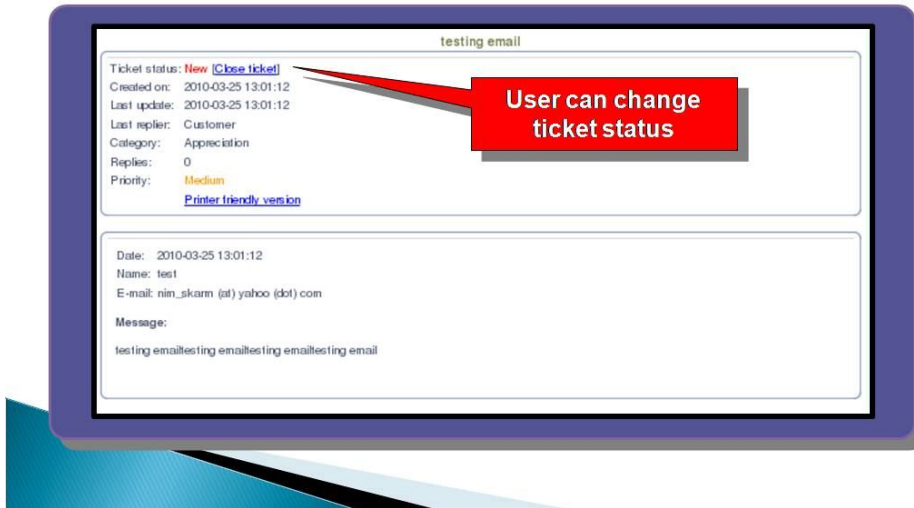 testing email
Ticket status: New [Close ticket]
Created on: 2010-03-25 13:01:12
Last update: 2010-03-25 13:01:12
Last replier: Customer
Category: Appreciation
Replies: 0
Priority: Medium
Printer friendly version
User can change
ticket status
Date: 2010-03-25 13:01:12
Name: test
E-mail: nim_skarm (at) yahoo (dot) com
Message:
testing emailtesting emailtesting emailtesting email